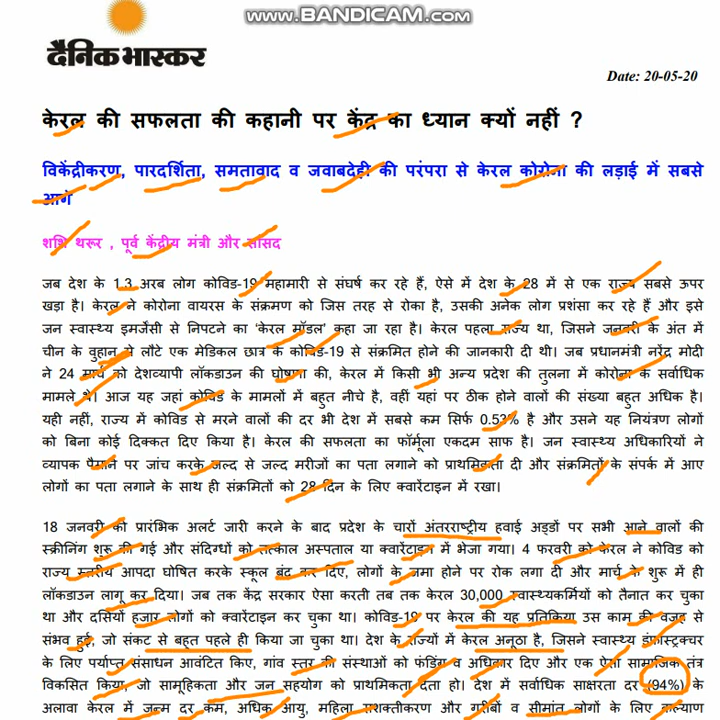 www.BANDICAM.com
दैनिक भास्कर
Date: 20-05-20
केरल की सफलता की कहानी पर केंद्र का ध्यान क्यों नहीं ?
विकेंद्रीकरण, पारदर्शिता, समतावाद व जवाबदेही की परंपरा से केरल कोरोना की लड़ाई में सबसे
आगे
शशि थरूर , पूर्व केंद्रीय मंत्री और सांसद
जब देश के 1.3 अरब लोग कोविड-19 महामारी से संघर्ष कर रहे हैं, ऐसे में देश के 28 में से एक राज्य सबसे ऊपर
खड़ा है। केरल ने कोरोना वायरस के संक्रमण को जिस तरह से रोका है, उसकी अनेक लोग प्रशंसा कर रहे हैं और इसे
जन स्वास्थ्य इमर्जेंसी से निपटने का ‘केरल मॉडल’ कहा जा रहा है। केरल पहला राज्य था, जिसने जनवरी के अंत में
चीन के वुहान से लौटे एक मेडिकल छात्र के कोविड-19 से संक्रमित होने की जानकारी दी थी। जब प्रधानमंत्री नरेंद्र मोदी
ने 24 मार्च को देशव्यापी लॉकडाउन की घोषणा की, केरल में किसी भी अन्य प्रदेश की तुलना में कोरोना के सर्वाधिक
मामले थे। आज यह जहां कोविड के मामलों में बहुत नीचे है, वहीं यहां पर ठीक होने वालों की संख्या बहुत अधिक है।
यही नहीं, राज्य में कोविड से मरने वालों की दर भी देश में सबसे कम सिर्फ 0.53% है और उसने यह नियंत्रण लोगों
को बिना कोई दिक्कत दिए किया है। केरल की सफलता का फॉर्मूला एकदम साफ है। जन स्वास्थ्य अधिकारियों ने
व्यापक पैमाने पर जांच करके जल्द से जल्द मरीजों का पता लगाने को प्राथमिकता दी और संक्रमितों के संपर्क में आए
लोगों का पता लगाने के साथ ही संक्रमितों को 28 दिन के लिए क्वारेंटाइन में रखा।
18 जनवरी को प्रारंभिक अलर्ट जारी करने के बाद प्रदेश के चारों अंतरराष्ट्रीय हवाई अड्डों पर सभी आने वालों की
स्क्रीनिंग शुरू की गई और संदिग्धों को तत्काल अस्पताल या क्वारेंटाइन में भेजा गया। 4 फरवरी को केरल ने कोविड को
राज्य स्तरीय आपदा घोषित करके स्कूल बंद कर दिए, लोगों के जमा होने पर रोक लगा दी और मार्च के शुरू में ही
लॉकडाउन लागू कर दिया। जब तक केंद्र सरकार ऐसा करती तब तक केरल 30,000 स्वास्थ्यकर्मियों को तैनात कर चुका
था और दसियों हजार लोगों को क्वारेंटाइन कर चुका था। कोविड-19 पर केरल की यह प्रतिक्रिया उस काम की वजह से
संभव हुई, जो संकट से बहुत पहले ही किया जा चुका था। देश के राज्यों में केरल अनूठा है, जिसने स्वास्थ्य इंफ्रास्ट्रक्चर
के लिए पर्याप्त संसाधन आवंटित किए, गांव स्तर की संस्थाओं को फंडिंग व अधिकार दिए और एक ऐसा सामाजिक तंत्र
विकसित किया, जो सामूहिकता और जन सहयोग को प्राथमिकता देता हो। देश में सर्वाधिक साक्षरता दर (94%) के
अलावा केरल में जन्म दर कम, अधिक आयु, महिला सशक्तीकरण और गरीबों व सीमांत लोगों के लिए कल्याण